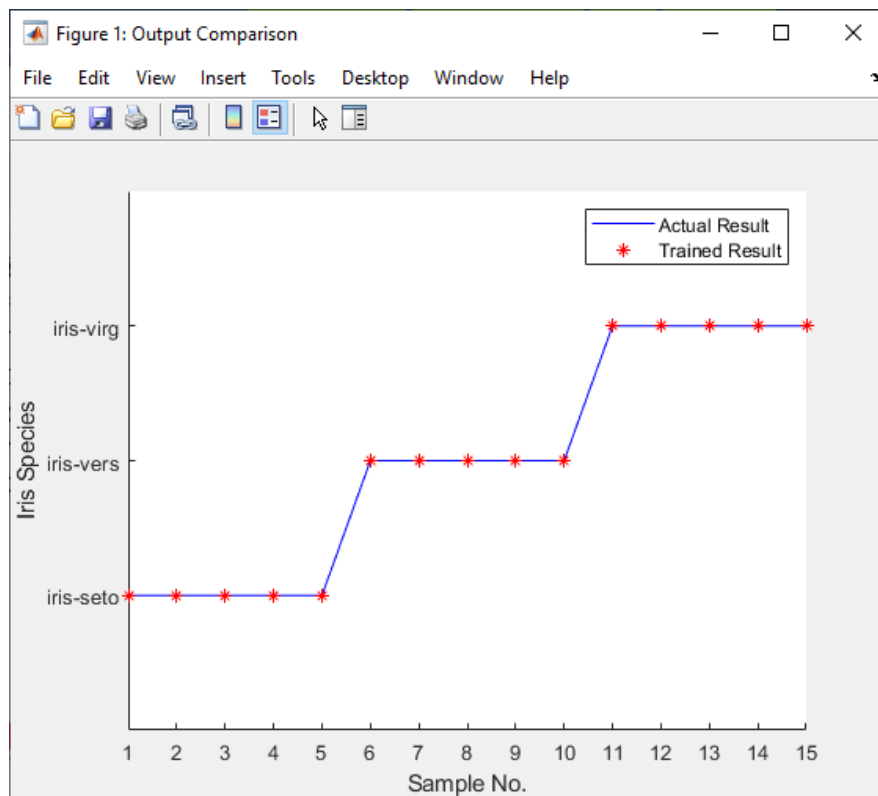 Figure 1: Output Comparison
File Edit View Insert Tools Desktop Window Help
Actual Result
Trained Result
iris-virg
iris-vers
iris-seto
Iris Species
1 2 3 4 5 6 7 8 9 10 11 12 13 14 15
Sample No.